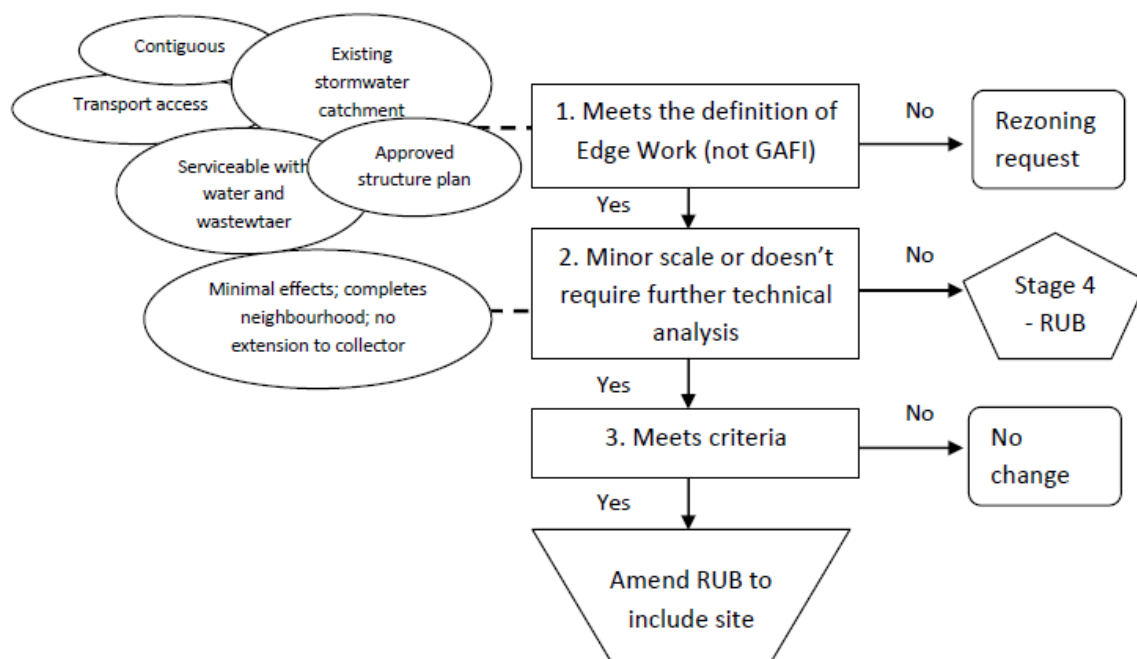 Contiguous
Transport access
Existing
stormwater
catchment
Serviceable with
water and
wastewtaer
Approved
structure plan
1. Meets the definition of
Edge Work (not GAFI)
No
Rezoning
request
Yes
Minimal effects; completes
neighbourhood; no
extension to collector
2. Minor scale or doesn’t
require further technical
analysis
No
Stage 4
- RUB
Yes
3. Meets criteria
No
No
change
Yes
Amend RUB to
include site